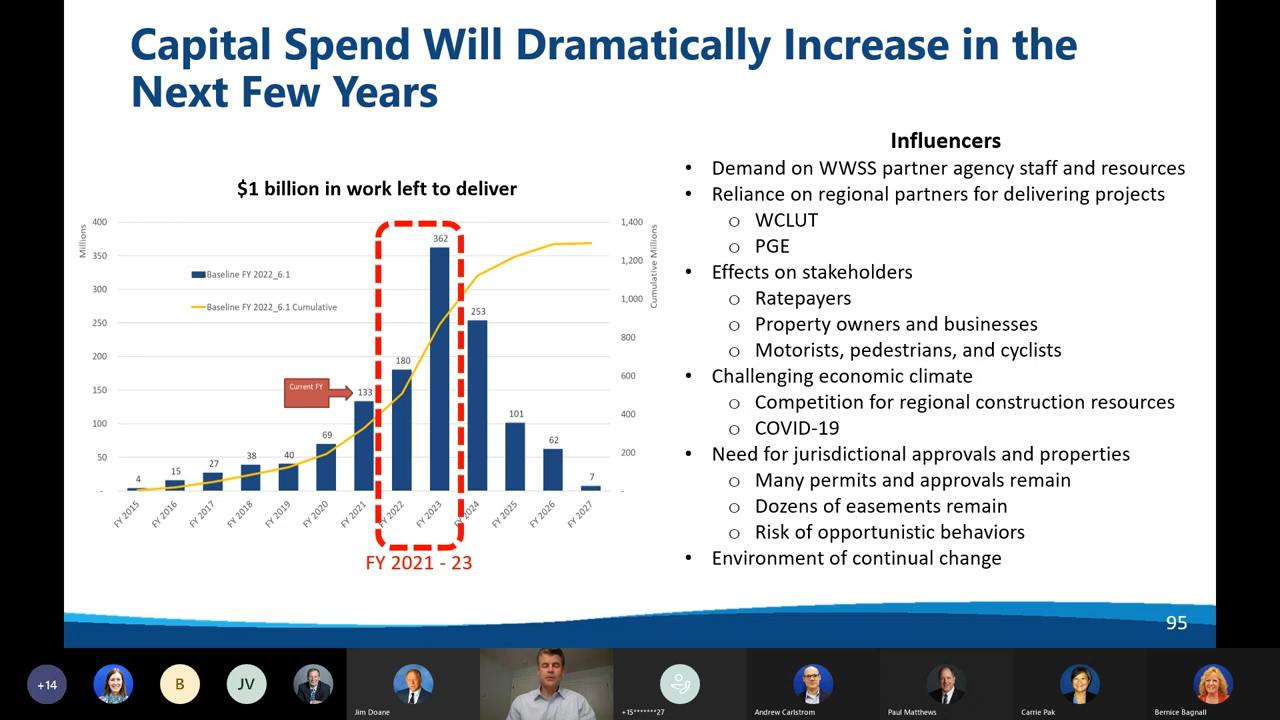 Capital Spend Will Dramatically Increase in the
Next Few Years
$1 billion in work left to deliver
Millions
400
350
300
250
200
150
100
50
-
Baseline FY 2022_6.1
Baseline FY 2022_6.1 Cumulative
Current FY
4
15
27
38
40
69
133
180
362
253
101
62
7
1,400
1,200
1,000
800
600
400
200
-
Cumulative Millions
FY 2015
FY 2016
FY 2017
FY 2018
FY 2019
FY 2020
FY 2021
FY 2022
FY 2023
FY 2024
FY 2025
FY 2026
FY 2027
FY 2021 - 23
Influencers
• Demand on WWSS partner agency staff and resources
• Reliance on regional partners for delivering projects
o WCLUT
o PGE
• Effects on stakeholders
o Ratepayers
o Property owners and businesses
o Motorists, pedestrians, and cyclists
• Challenging economic climate
o Competition for regional construction resources
o COVID-19
• Need for jurisdictional approvals and properties
o Many permits and approvals remain
o Dozens of easements remain
o Risk of opportunistic behaviors
• Environment of continual change
95
+14
B
JV
Jim Doane
+15*******27
Andrew Carlstrom
Paul Matthews
Carrie Pak
Bernice Bagnall